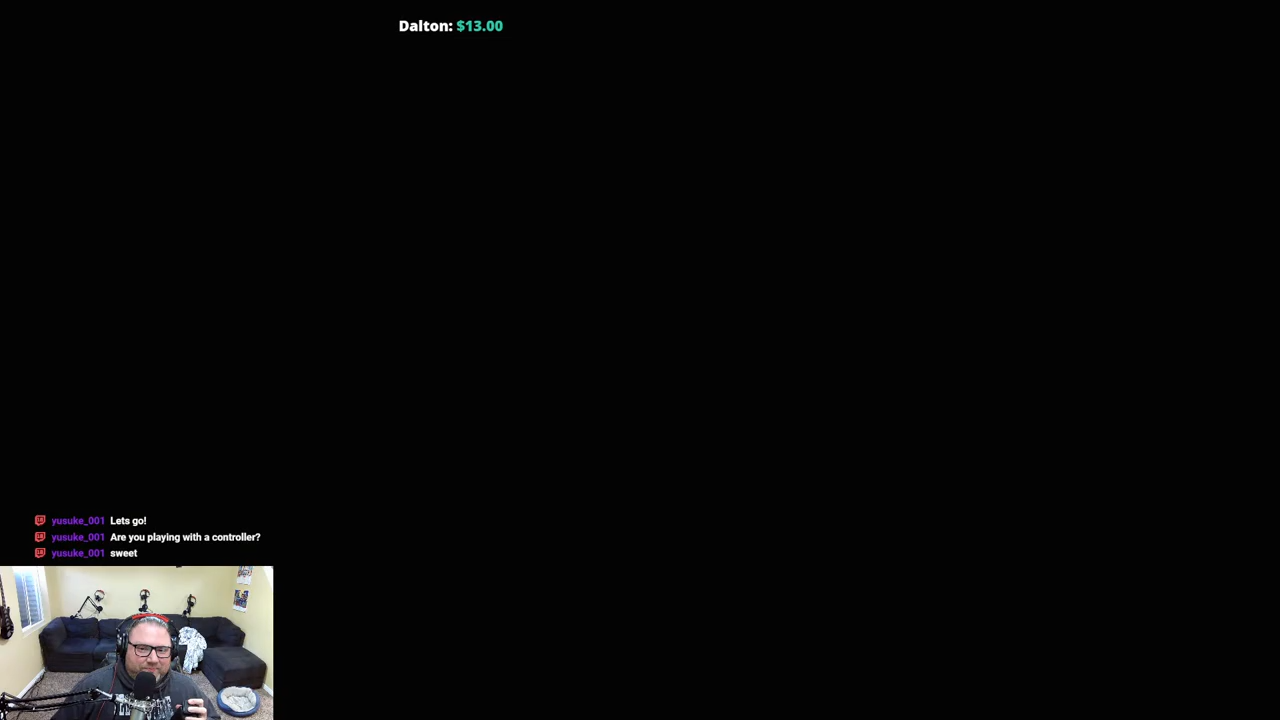 Dalton: $13.00
yusuke_001 Lets go!
yusuke_001 Are you playing with a controller?
yusuke_001 sweet